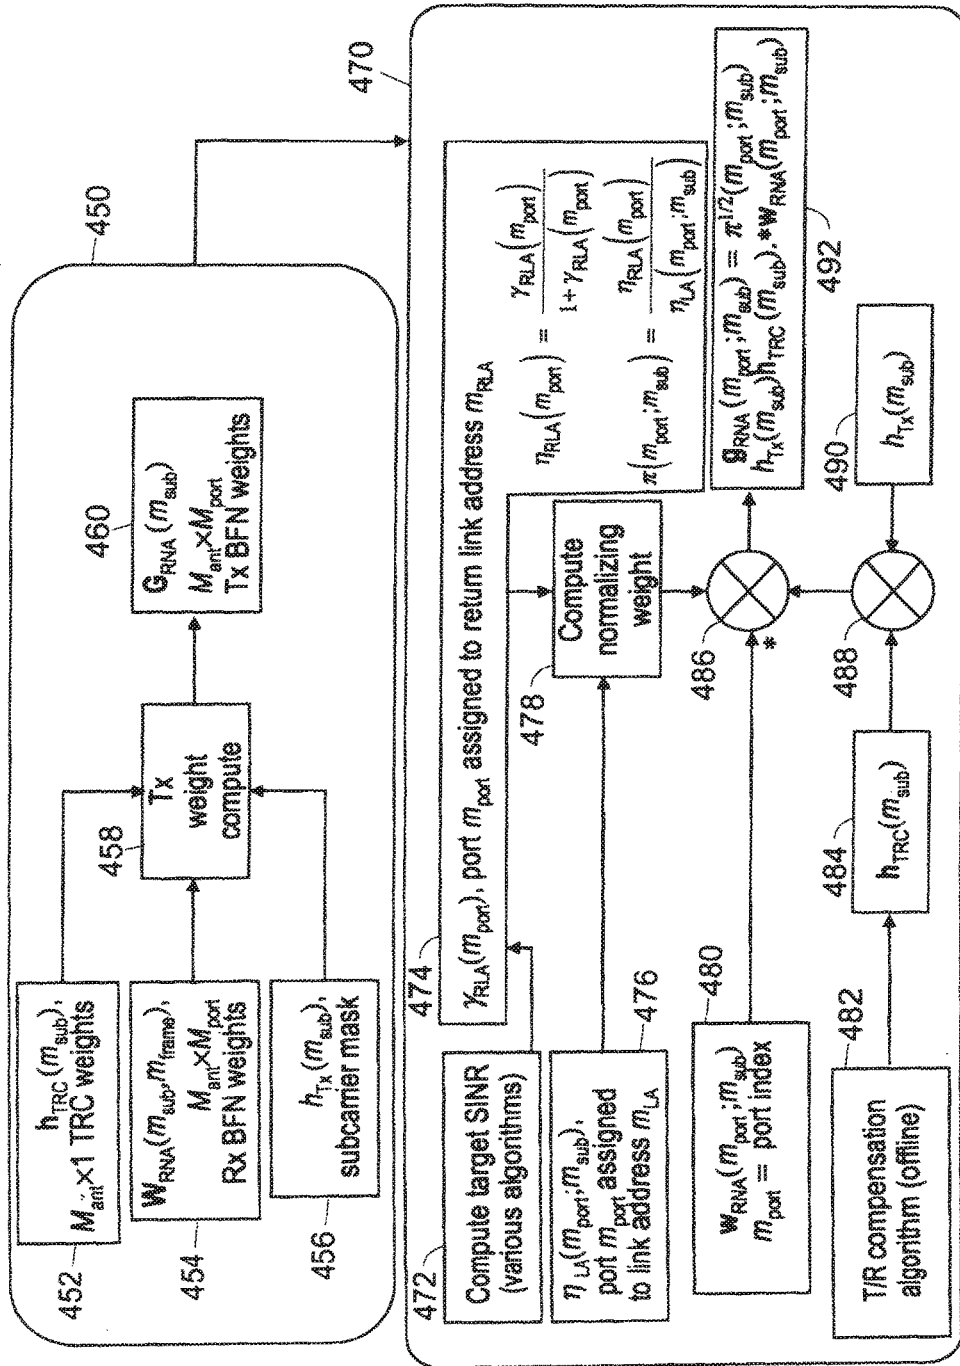 450
h_TRC(m_sub),
M_ant×1 TRC weights
452
W_RNA(m_sub,m_frame),
M_ant×M_port
Rx BFN weights
454
h_Tx(m_sub),
subcarrier mask
456
458
Tx
weight
compute
460
G_RNA(m_sub)
M_ant×M_port
Tx BFN weights
470
472
Compute target SINR
(various algorithms)
474
γ_RLA(m_port), port m_port assigned to return link address m_RLA
η_RLA(m_port) = γ_RLA(m_port) / 1 + γ_RLA(m_port)
π(m_port;m_sub) = η_RLA(m_port) / η_LA(m_port;m_sub)
η_LA(m_port;m_sub),
port m_port assigned
to link address m_LA
476
478
Compute
normalizing
weight
480
w_RNA(m_port;m_sub)
m_port = port index
482
T/R compensation
algorithm (offline)
484
h_TRC(m_sub)
486
*
488
490
h_Tx(m_sub)
g_RNA(m_port;m_sub) = π^1/2(m_port;m_sub)
h_Tx(m_sub)h_TRC(m_sub).*w_RNA(m_port;m_sub)
492